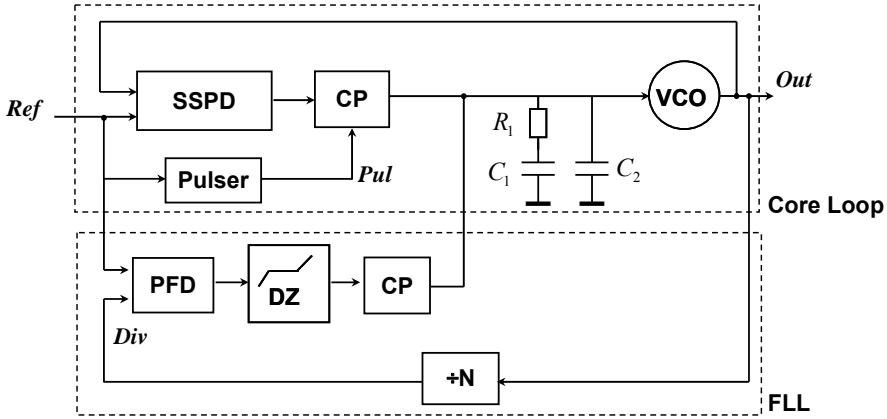 Out
SSPD
CP
VCO
Ref
R1
Pulser
Pul
C1
C2
Core Loop
PFD
DZ
CP
Div
÷N
FLL